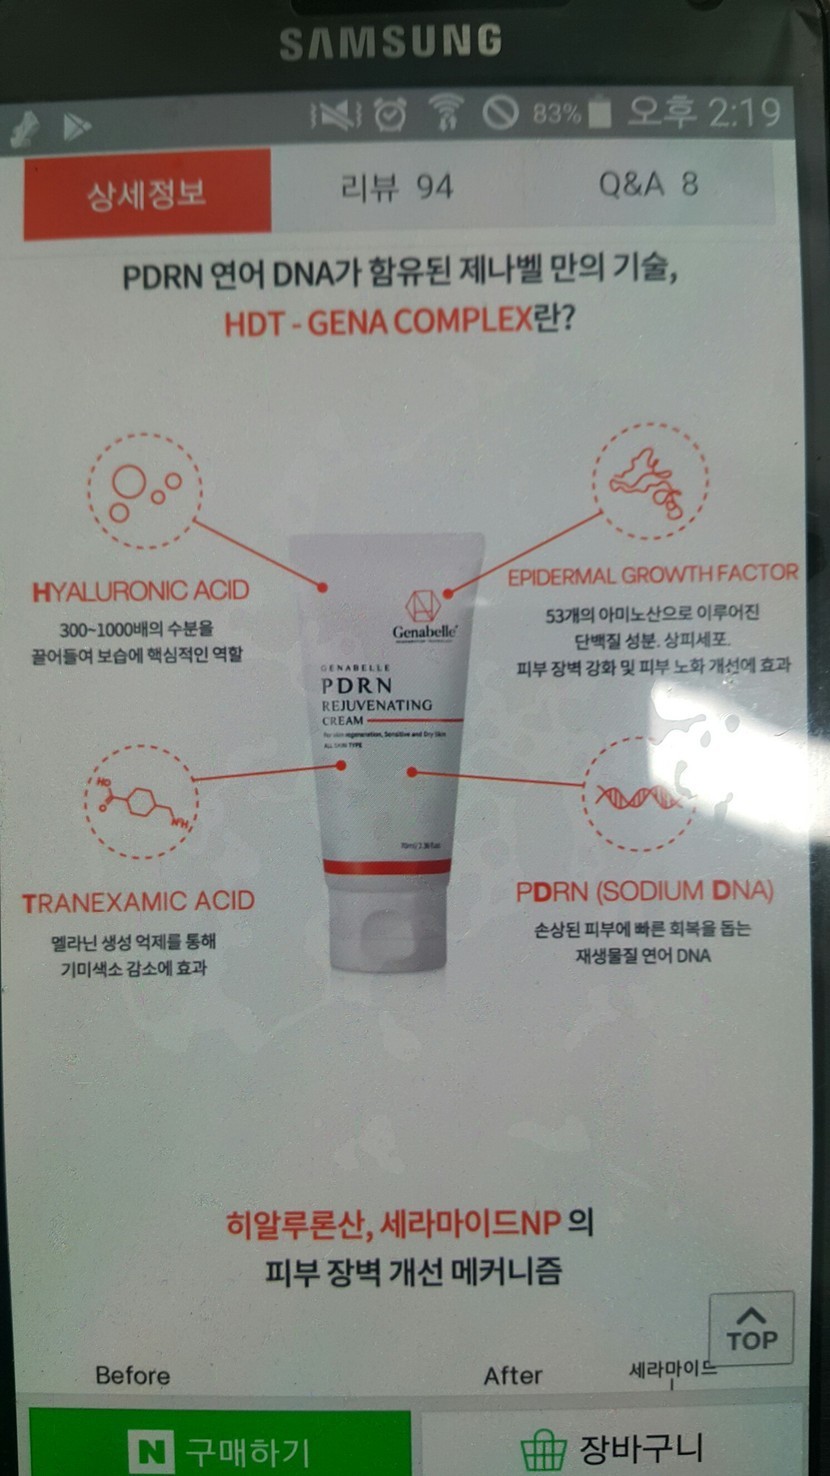 SAMSUNG
83% 오후 2:19
상세정보 리뷰 94 Q&A 8
PDRN 연어 DNA가 함유된 제나벨 만의 기술,
HDT - GENA COMPLEX란?
HYALURONIC ACID
300~1000배의 수분을
끌어들여 보습에 핵심적인 역할
EPIDERMAL GROWTH FACTOR
53개의 아미노산으로 이루어진
단백질 성분. 상피세포.
피부 장벽 강화 및 피부 노화 개선에 효과
Genabelle
GENABELLE
PDRN
REJUVENATING
CREAM
For skin regeneration, Sensitive and Dry Skin
ALL SKIN TYPE
HO
O
NH₂
TRANEXAMIC ACID
멜라닌 생성 억제를 통해
기미색소 감소에 효과
PDRN (SODIUM DNA)
손상된 피부에 빠른 회복을 돕는
재생물질 연어 DNA
히알루론산, 세라마이드NP 의
피부 장벽 개선 메커니즘
TOP
Before After 세라마이드
N 구매하기 장바구니